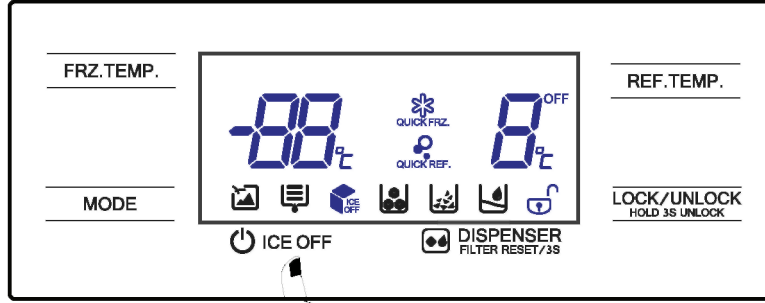 FRZ.TEMP.
REF.TEMP.
-88°C
QUICK FRZ.
QUICK REF.
8°C
OFF
MODE
ICE
OFF
LOCK/UNLOCK
HOLD 3S UNLOCK
ICE OFF
DISPENSER
FILTER RESET/3S